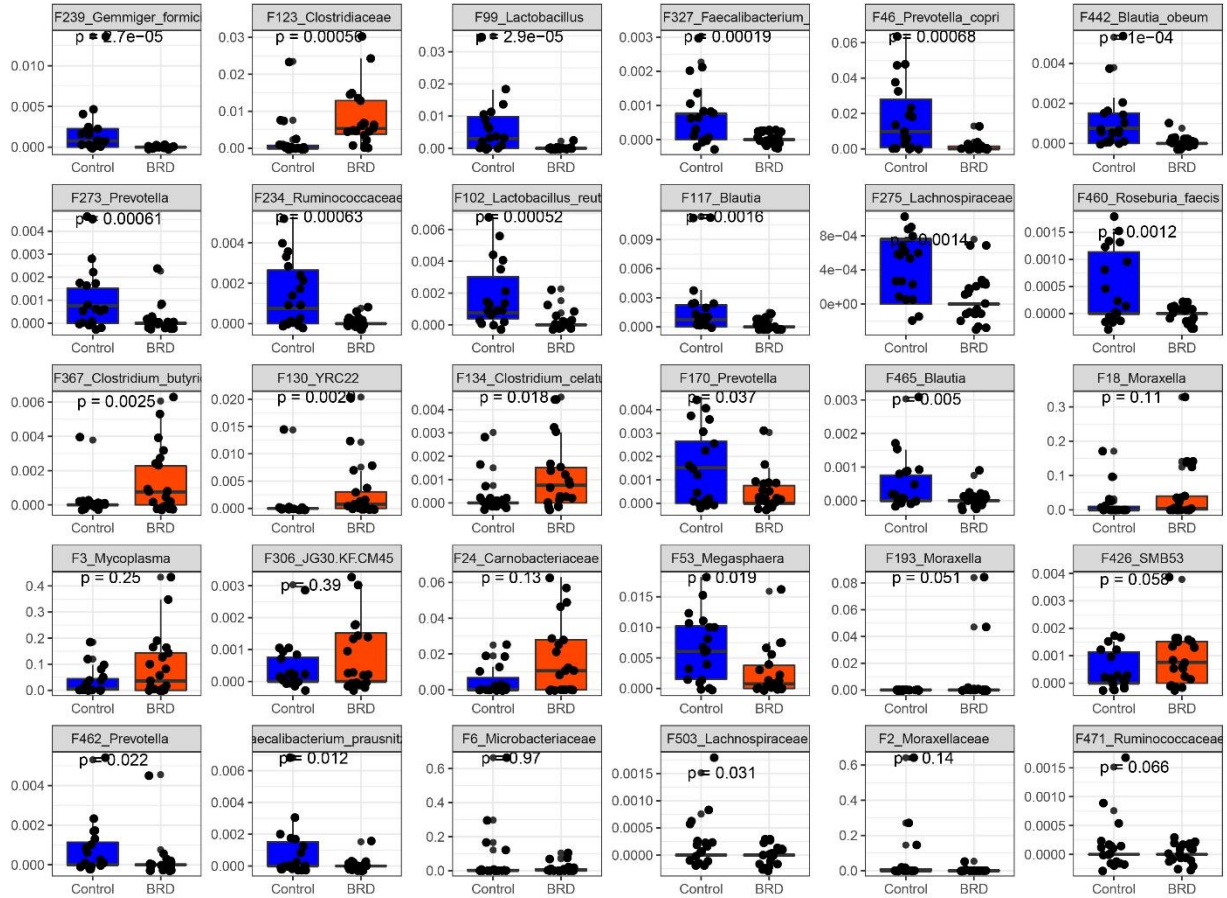 F239_Gemmiger_formici F123_Clostridiaceae F99_Lactobacillus F327_Faecalibacterium_ F46_Prevotella_copri F442_Blautia_obeum
p = 2.7e-05 p = 0.00056 p = 2.9e-05 p = 0.00019 p = 0.00068 p = 1e-04
0.010 0.005 0.000
0.03 0.02 0.01 0.00
0.03 0.02 0.01 0.00
0.003 0.002 0.001 0.000
0.06 0.04 0.02 0.00
0.004 0.002 0.000
Control BRD Control BRD Control BRD Control BRD Control BRD Control BRD
F273_Prevotella F234_Ruminococcaceae F102_Lactobacillus_reut F117_Blautia F275_Lachnospiraceae F460_Roseburia_faecis
p = 0.00061 p = 0.00063 p = 0.00052 p = 0.0016 p = 0.0014 p = 0.0012
0.004 0.003 0.002 0.001 0.000
0.004 0.002 0.000
0.006 0.004 0.002 0.000
0.009 0.006 0.003 0.000
8e-04 4e-04 0e+00
0.0015 0.0010 0.0005 0.0000
Control BRD Control BRD Control BRD Control BRD Control BRD Control BRD
F367_Clostridium_butyri F130_YRC22 F134_Clostridium_celatu F170_Prevotella F465_Blautia F18_Moraxella
p = 0.0025 p = 0.018 p = 0.037 p = 0.005 p = 0.11
0.006 0.004 0.002 0.000
0.020 0.015 0.010 0.005 0.000
0.004 0.003 0.002 0.001 0.000
0.004 0.003 0.002 0.001 0.000
0.003 0.002 0.001 0.000
0.3 0.2 0.1 0.0
Control BRD Control BRD Control BRD Control BRD Control BRD Control BRD
F3_Mycoplasma F306_JG30.KF.CM45 F24_Carnobacteriaceae F53_Megasphaera F193_Moraxella F426_SMB53
p = 0.25 p = 0.39 p = 0.13 p = 0.019 p = 0.051 p = 0.058
0.4 0.3 0.2 0.1 0.0
0.003 0.002 0.001 0.000
0.06 0.04 0.02 0.00
0.015 0.010 0.005 0.000
0.08 0.06 0.04 0.02 0.00
0.004 0.003 0.002 0.001 0.000
Control BRD Control BRD Control BRD Control BRD Control BRD Control BRD
F462_Prevotella aecalibacterium_prausnitz F6_Microbacteriaceae F503_Lachnospiraceae F2_Moraxellaceae F471_Ruminococcaceae
p = 0.022 p = 0.012 p = 0.97 p = 0.031 p = 0.14 p = 0.066
0.004 0.002 0.000
0.006 0.004 0.002 0.000
0.6 0.4 0.2 0.0
0.0015 0.0010 0.0005 0.0000
0.6 0.4 0.2 0.0
0.0015 0.0010 0.0005 0.0000
Control BRD Control BRD Control BRD Control BRD Control BRD Control BRD